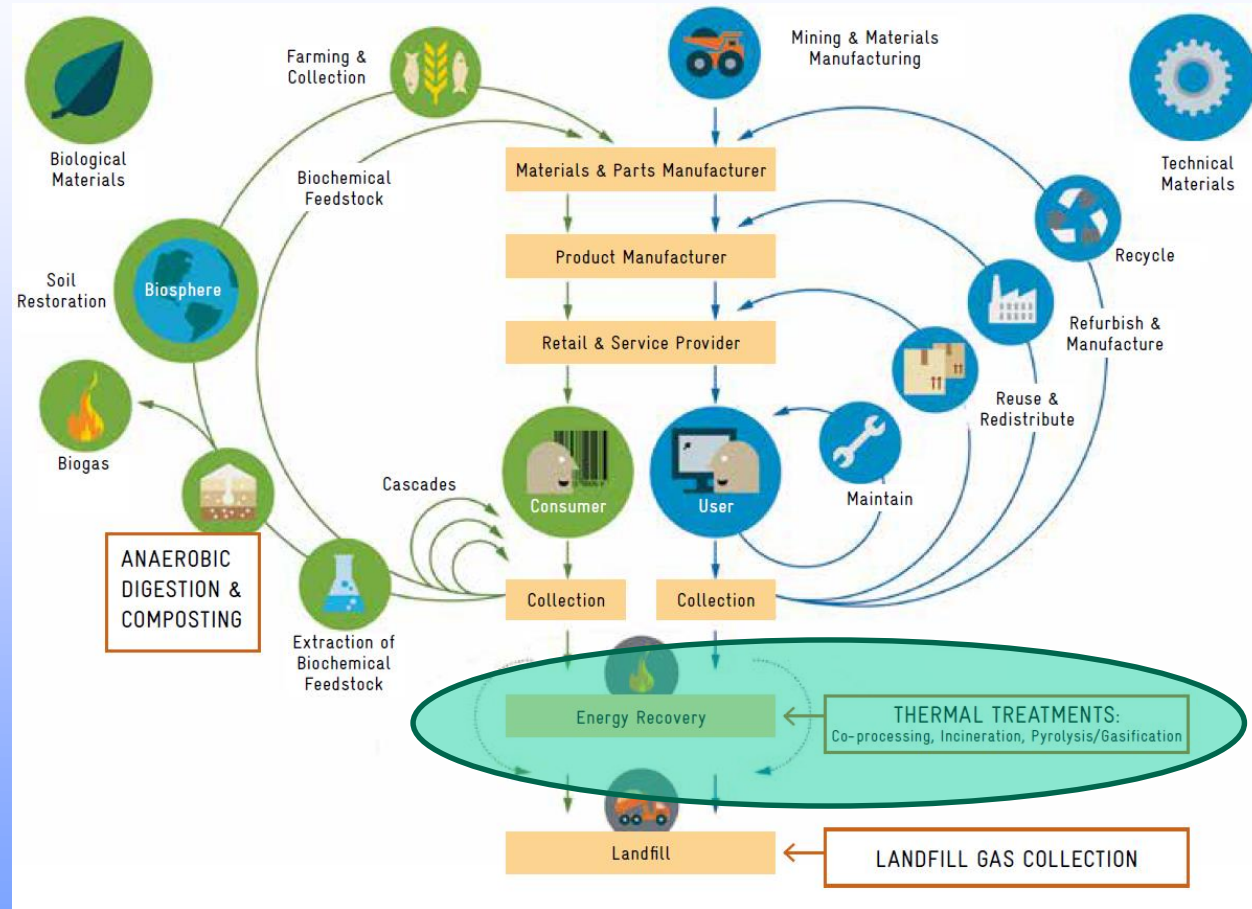 Farming &
Collection
Mining & Materials
Manufacturing
Biological
Materials
Technical
Materials
Biochemical
Feedstock
Materials & Parts Manufacturer
Product Manufacturer
Retail & Service Provider
Recycle
Soil
Restoration
Biosphere
Refurbish &
Manufacture
Reuse &
Redistribute
Biogas
Cascades
Consumer
User
Maintain
ANAEROBIC
DIGESTION &
COMPOSTING
Collection
Collection
Extraction of
Biochemical
Feedstock
Energy Recovery
THERMAL TREATMENTS:
Co-processing, Incineration, Pyrolysis/Gasification
Landfill
LANDFILL GAS COLLECTION